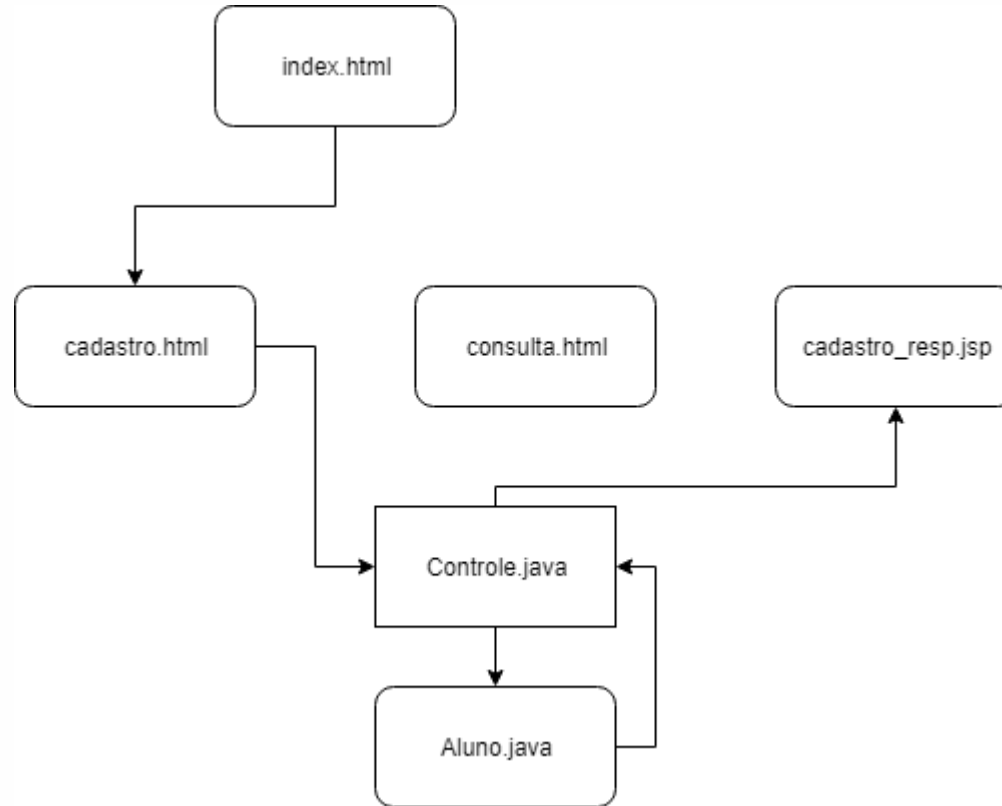 index.html
cadastro.html
consulta.html
cadastro_resp.jsp
Controle.java
Aluno.java